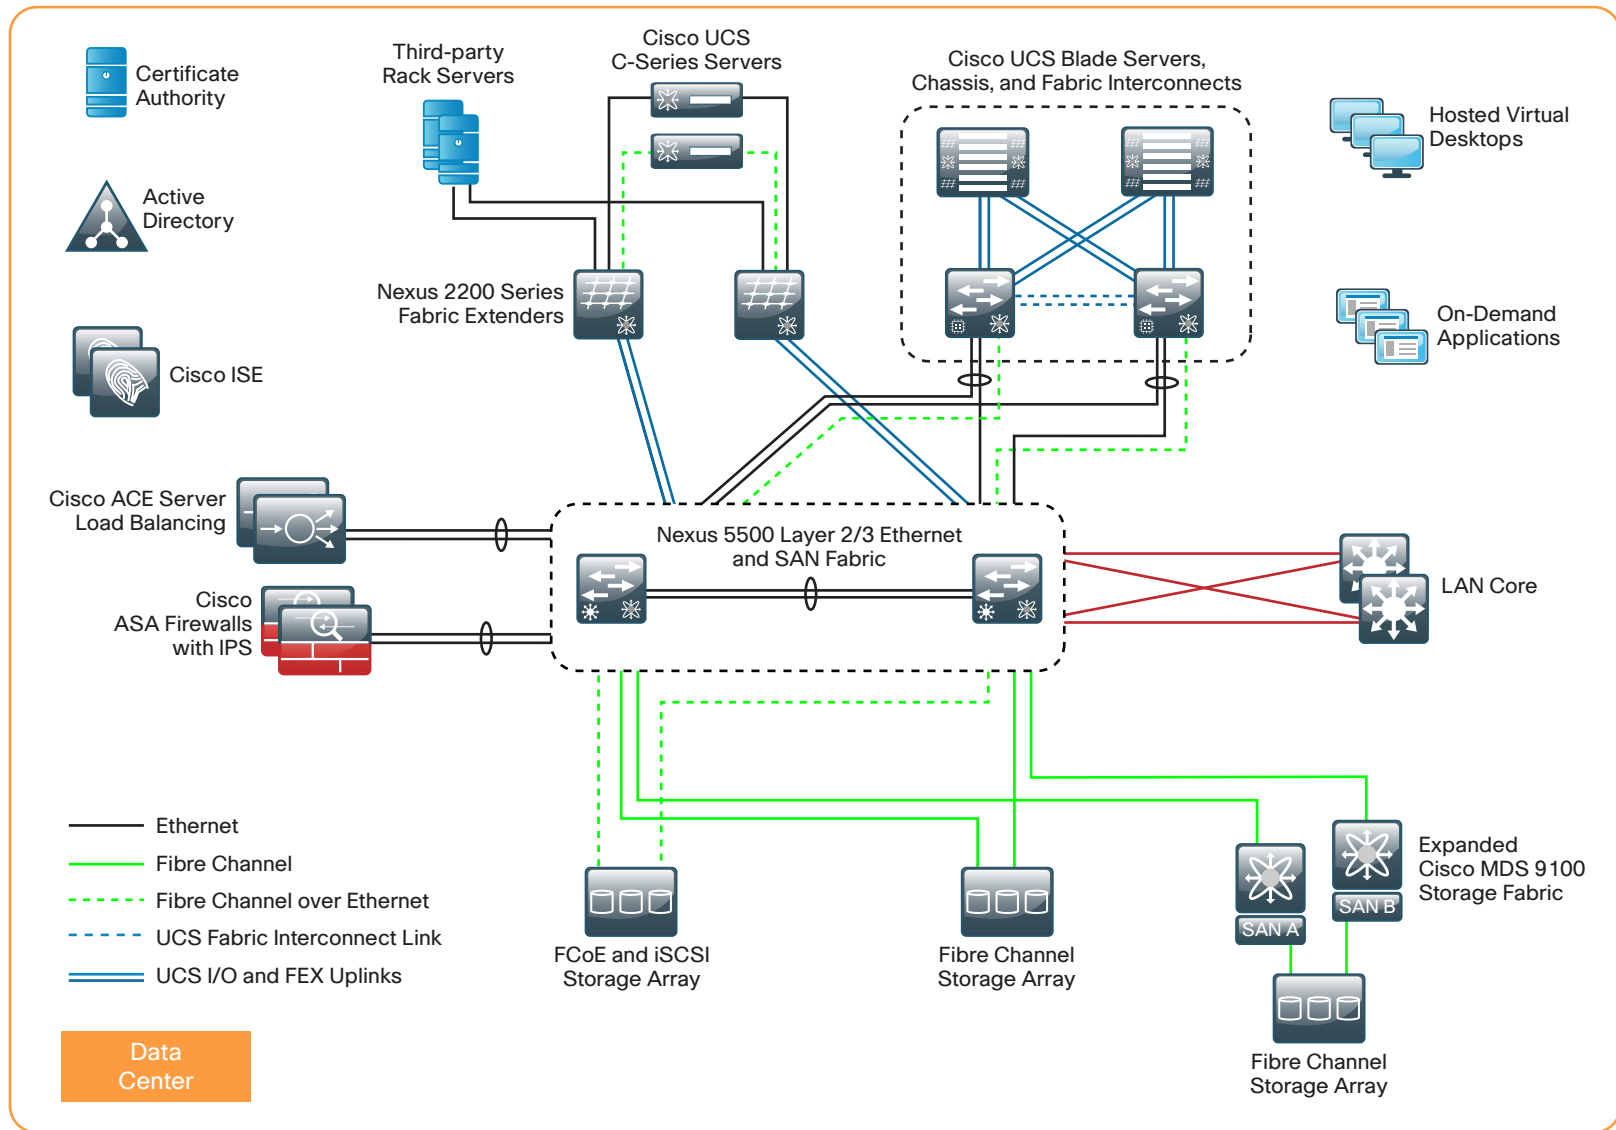 Certificate
Authority
Third-party
Rack Servers
Cisco UCS
C-Series Servers
Cisco UCS Blade Servers,
Chassis, and Fabric Interconnects
Hosted Virtual
Desktops
Active
Directory
Nexus 2200 Series
Fabric Extenders
On-Demand
Applications
Cisco ISE
Cisco ACE Server
Load Balancing
Nexus 5500 Layer 2/3 Ethernet
and SAN Fabric
Cisco
ASA Firewalls
with IPS
LAN Core
Ethernet
Fibre Channel
Fibre Channel over Ethernet
UCS Fabric Interconnect Link
UCS I/O and FEX Uplinks
FCoE and iSCSI
Storage Array
Fibre Channel
Storage Array
SAN A
SAN B
Expanded
Cisco MDS 9100
Storage Fabric
Fibre Channel
Storage Array
Data
Center